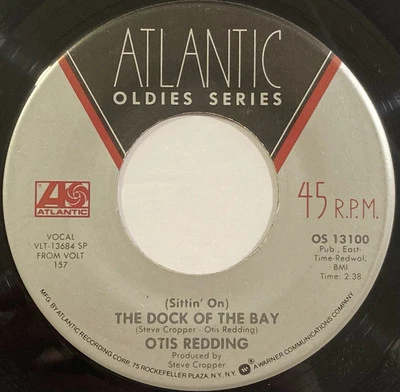 ATLANTIC
OLDIES SERIES
ATLANTIC
45 R.P.M.
VOCAL
VLT-13684 SP
FROM VOLT
157
OS 13100
Pub., East-
Time-Redwal,
BMI
Time: 2:38
(Sittin' On)
THE DOCK OF THE BAY
(Steve Cropper - Otis Redding)
OTIS REDDING
Produced by
Steve Cropper
MFG. BY ATLANTIC RECORDING CORP., 75 ROCKEFELLER PLAZA, N.Y., N.Y. A WARNER COMMUNICATIONS COMPANY